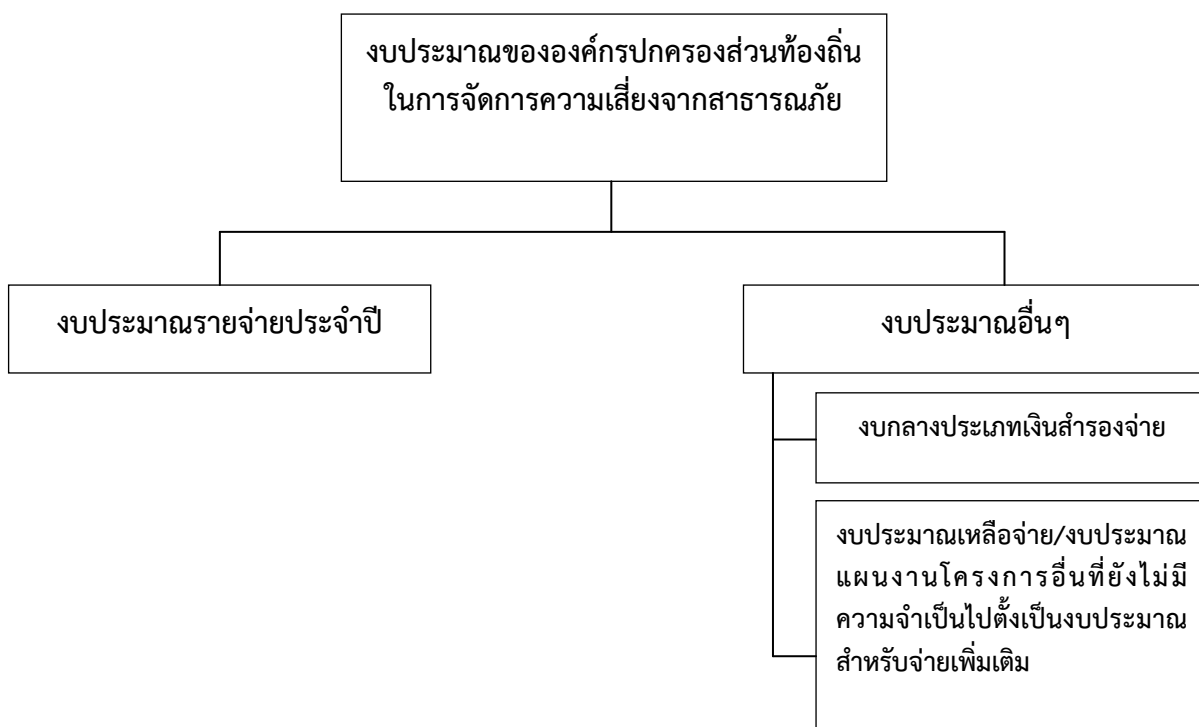 งบประมาณขององค์กรปกครองส่วนท้องถิ่น
ในการจัดการความเสี่ยงจากสาธารณภัย
งบประมาณรายจ่ายประจำปี
งบประมาณอื่นๆ
งบกลางประเภทเงินสำรองจ่าย
งบประมาณเหลือจ่าย/งบประมาณ
แผนงานโครงการอื่นที่ยังไม่มี
ความจำเป็นไปตั้งเป็นงบประมาณ
สำหรับจ่ายเพิ่มเติม